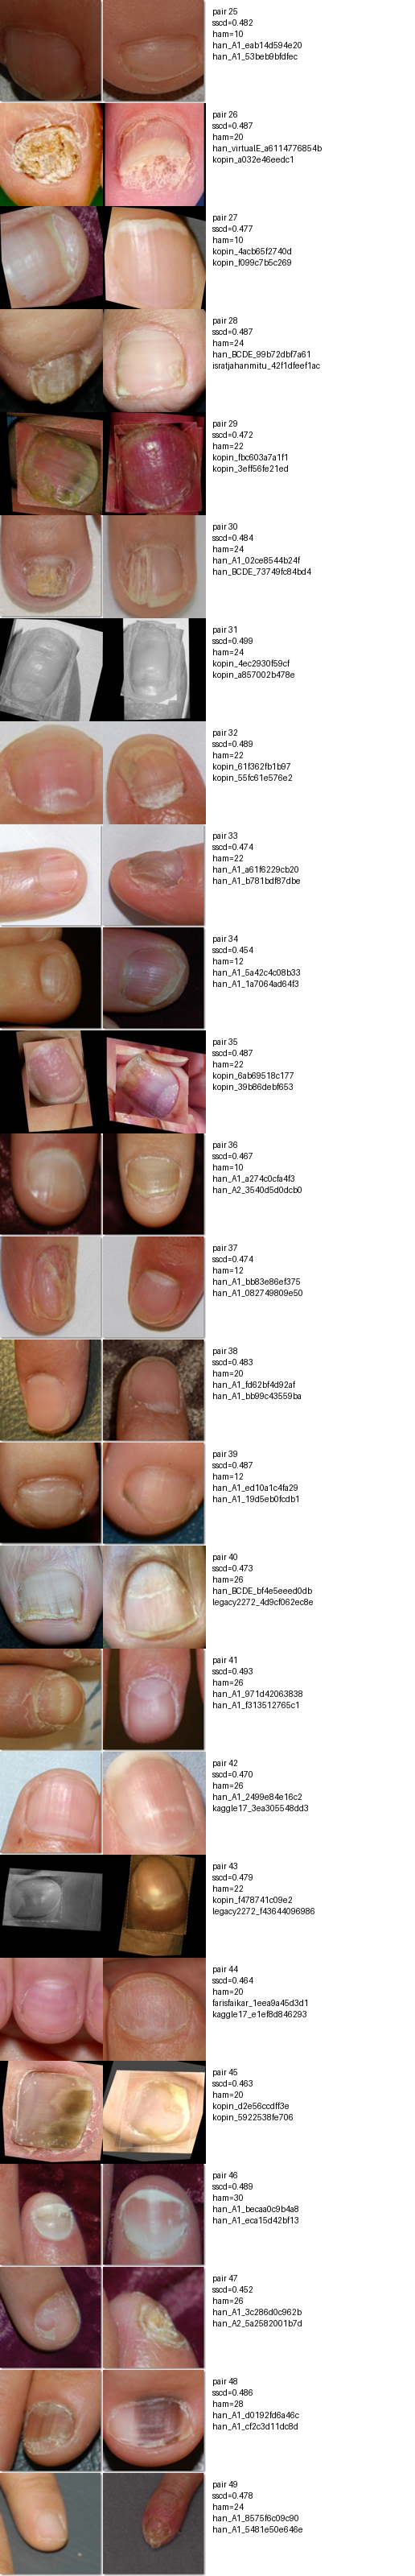 pair 25
sscd=0.482
ham=10
han_A1_eab14d594e20
han_A1_53beb9bfdfec
pair 26
sscd=0.487
ham=20
han_virtualE_a6114776854b
kopin_a032e46eedc1
pair 27
sscd=0.477
ham=10
kopin_4acb65f2740d
kopin_f099c7b5c269
pair 28
sscd=0.487
ham=24
han_BCDE_99b72dbf7a61
isratjahanmitu_42f1dfeef1ac
pair 29
sscd=0.472
ham=22
kopin_fbc603a7a1f1
kopin_3eff56fe21ed
pair 30
sscd=0.484
ham=24
han_A1_02ce8544b24f
han_BCDE_73749fc84bd4
pair 31
sscd=0.499
ham=24
kopin_4ec2930f59cf
kopin_a857002b478e
pair 32
sscd=0.489
ham=22
kopin_61f362fb1b97
kopin_55fc61e576e2
pair 33
sscd=0.474
ham=22
han_A1_a61f6229cb20
han_A1_b781bdf87dbe
pair 34
sscd=0.454
ham=12
han_A1_5a42c4c08b33
han_A1_1a7064ad64f3
pair 35
sscd=0.487
ham=22
kopin_6ab69518c177
kopin_39b86debf653
pair 36
sscd=0.467
ham=10
han_A1_a274c0cfa4f3
han_A2_3540d5d0dcb0
pair 37
sscd=0.474
ham=12
han_A1_bb83e86ef375
han_A1_082749809e50
pair 38
sscd=0.483
ham=20
han_A1_fd62bf4d92af
han_A1_bb99c43559ba
pair 39
sscd=0.487
ham=12
han_A1_ed10a1c4fa29
han_A1_19d5eb0fcdb1
pair 40
sscd=0.473
ham=26
han_BCDE_bf4e5eeed0db
legacy2272_4d9cf062ec8e
pair 41
sscd=0.493
ham=26
han_A1_971d42063838
han_A1_f313512765c1
pair 42
sscd=0.470
ham=26
han_A1_2499e84e16c2
kaggle17_3ea305548dd3
pair 43
sscd=0.479
ham=22
kopin_f478741c09e2
legacy2272_f43644096986
pair 44
sscd=0.464
ham=20
farisfaikar_1eea9a45d3d1
kaggle17_e1ef8d846293
pair 45
sscd=0.463
ham=20
kopin_d2e56ccdff3e
kopin_5922538fe706
pair 46
sscd=0.489
ham=30
han_A1_becaa0c9b4a8
han_A1_eca15d42bf13
pair 47
sscd=0.452
ham=26
han_A1_3c286d0c962b
han_A2_5a2582001b7d
pair 48
sscd=0.486
ham=28
han_A1_d0192fd6a46c
han_A1_cf2c3d11dc8d
pair 49
sscd=0.478
ham=24
han_A1_8575f6c09c90
han_A1_5481e50e646e